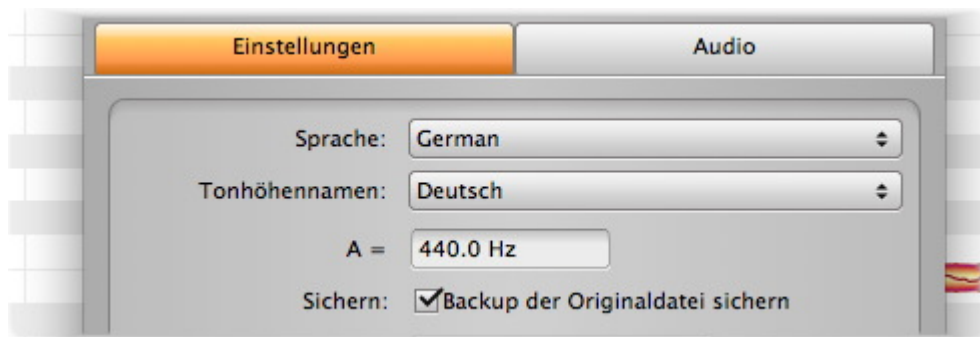 Einstellungen Audio
Sprache: German
Tonhöhennamen: Deutsch
A = 440.0 Hz
Sichern: Backup der Originaldatei sichern